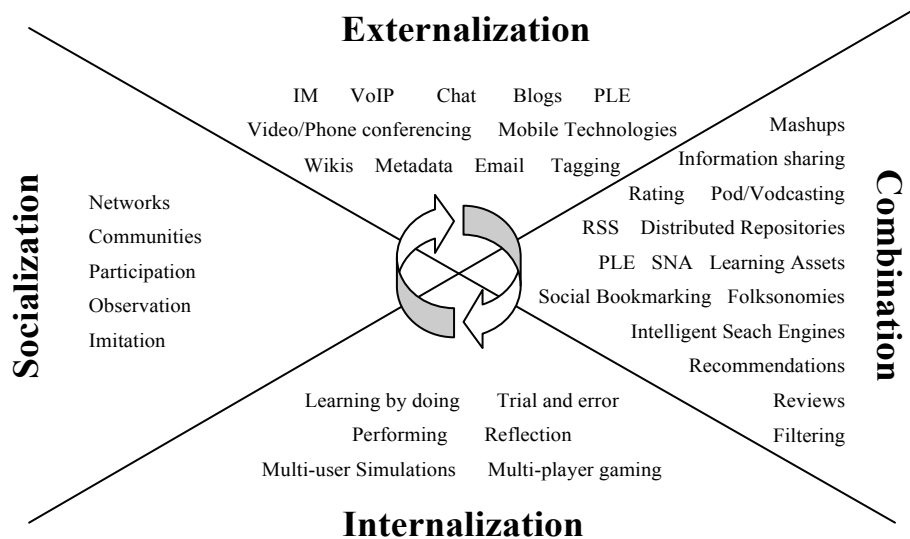 Externalization
IM VoIP Chat Blogs PLE
Video/Phone conferencing Mobile Technologies
Wikis Metadata Email Tagging
Socialization
Networks
Communities
Participation
Observation
Imitation
Combination
Mashups
Information sharing
Rating Pod/Vodcasting
RSS Distributed Repositories
PLE SNA Learning Assets
Social Bookmarking Folksonomies
Intelligent Seach Engines
Recommendations
Reviews
Filtering
Learning by doing Trial and error
Performing Reflection
Multi-user Simulations Multi-player gaming
Internalization